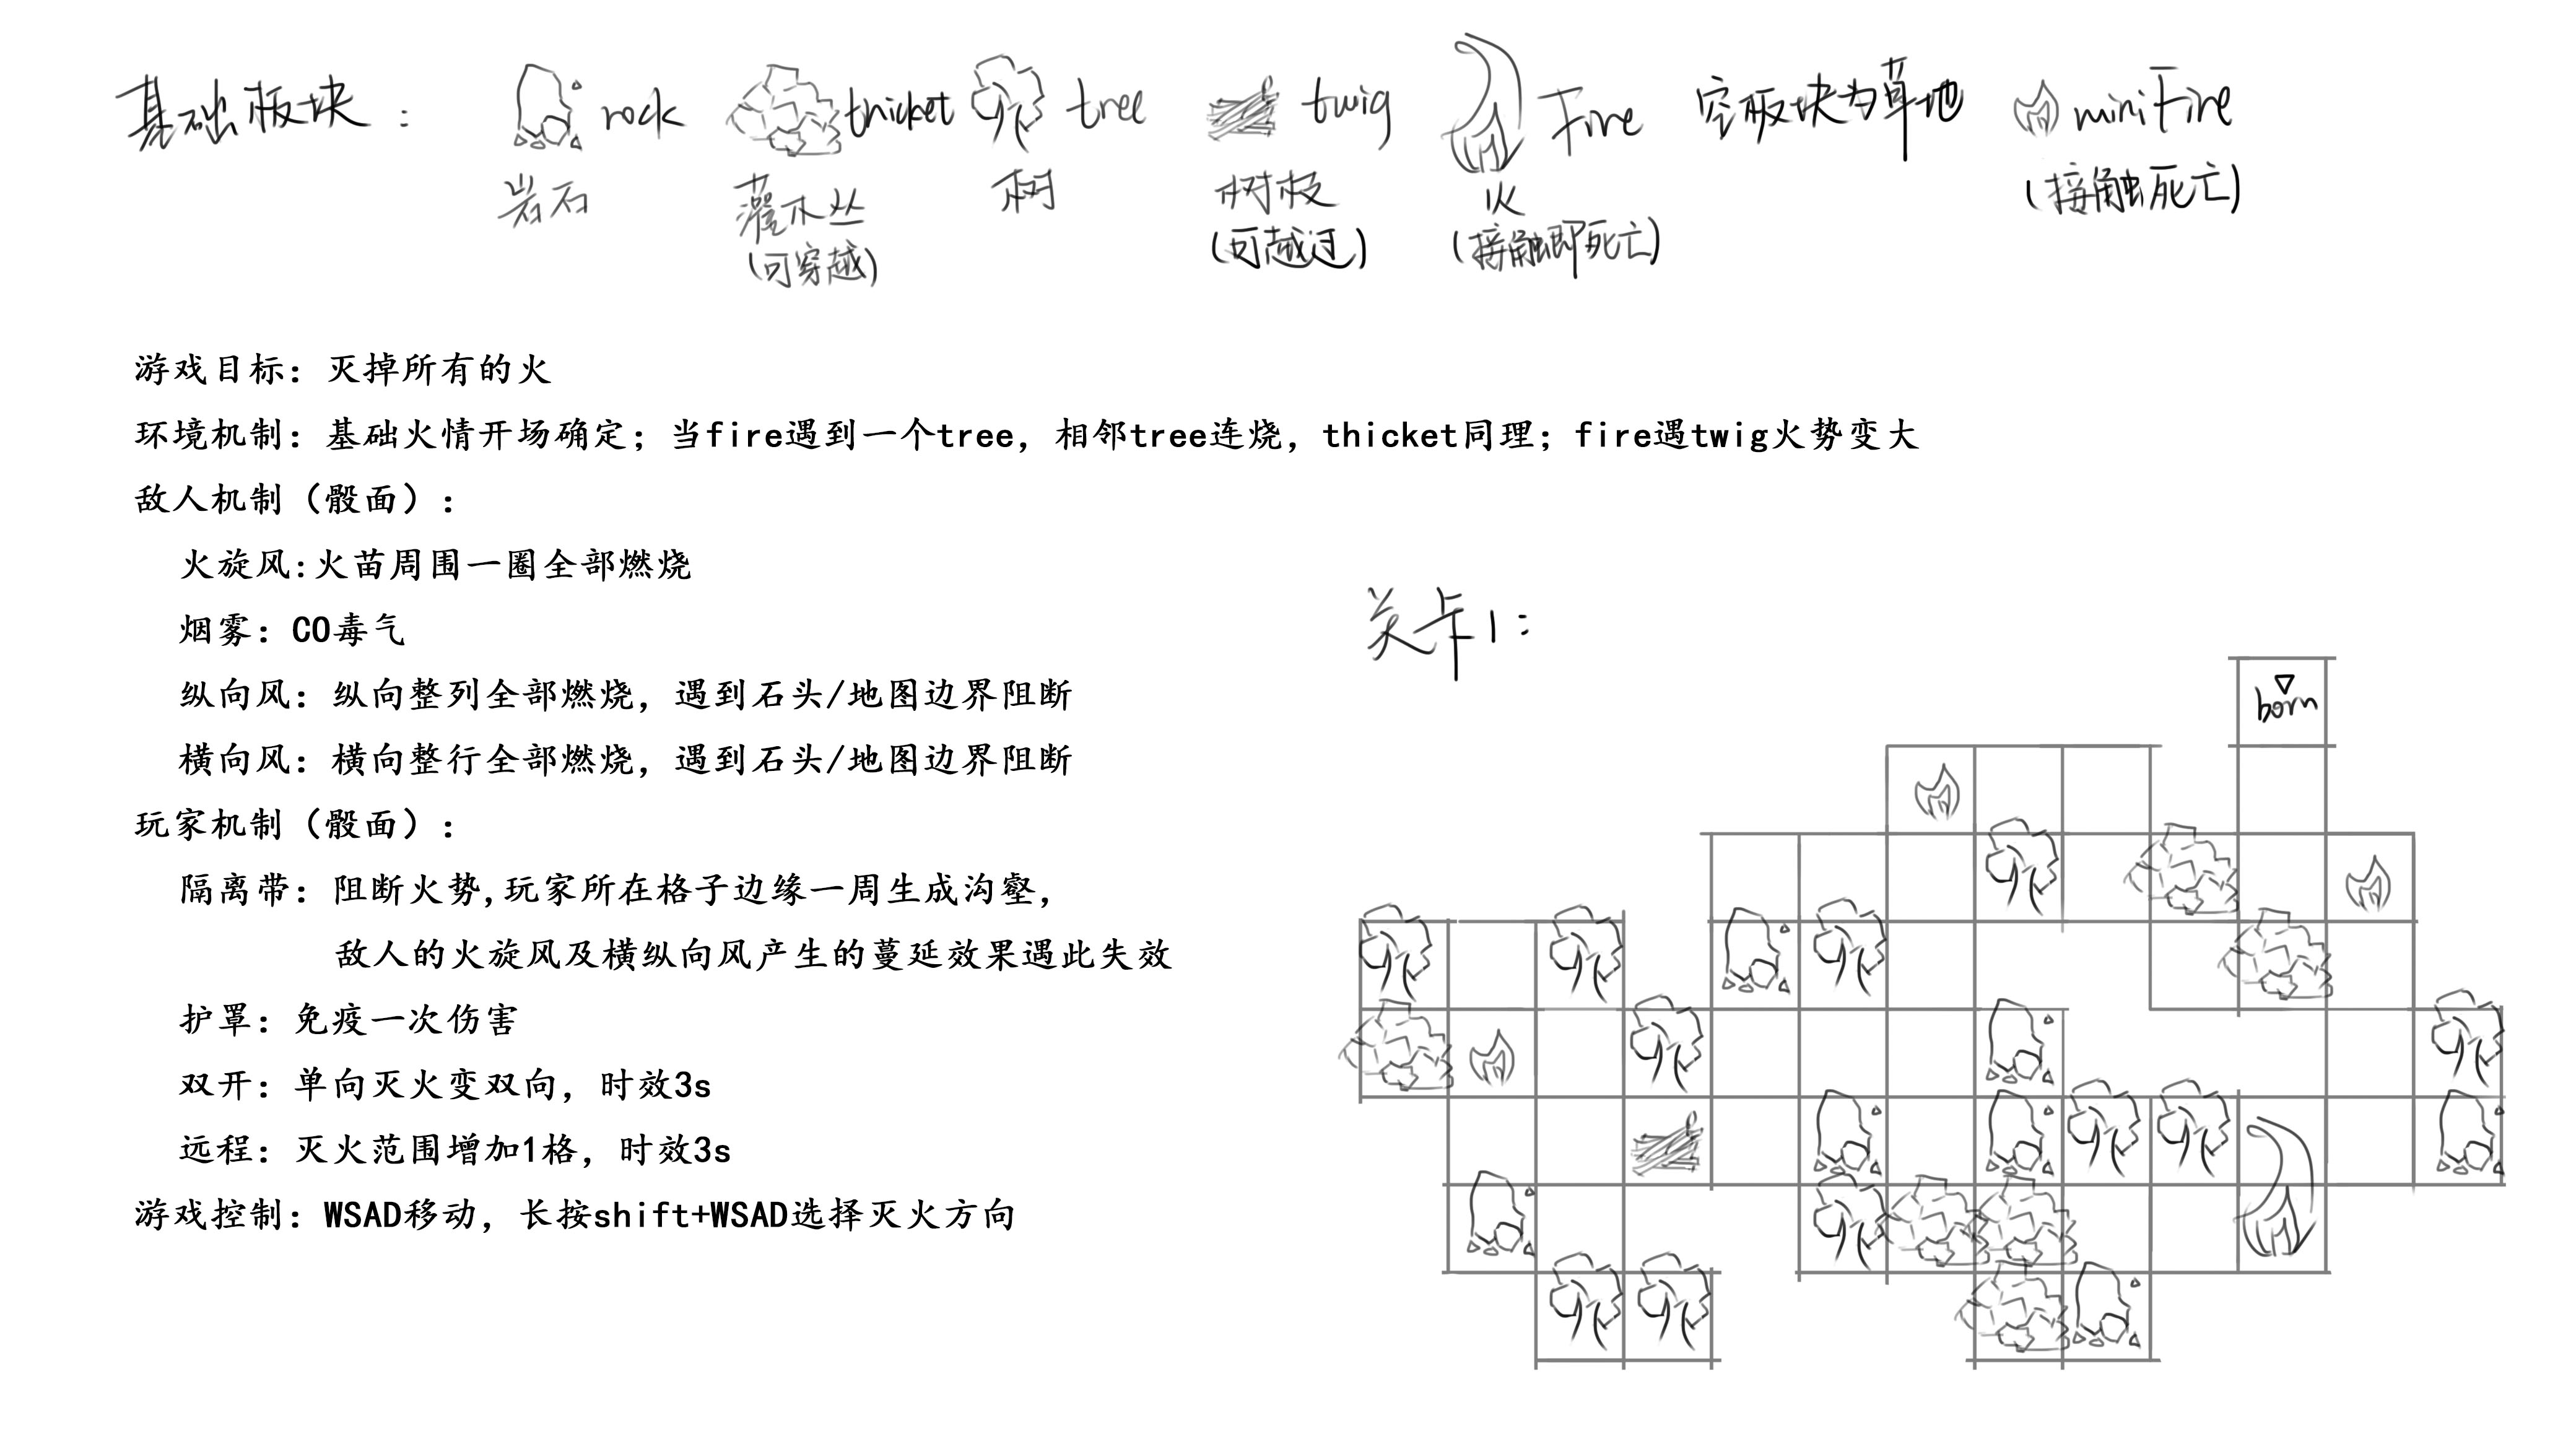 基础板块： rock thicket tree twig Fire 空板块为草地 miniFire
岩石 灌木丛 树 树枝 火 (接触死亡)
(可穿越) (可越过) (接触即死亡)
游戏目标：灭掉所有的火
环境机制：基础火情开场确定；当fire遇到一个tree，相邻tree连烧，thicket同理；fire遇twig火势变大
敌人机制（骰面）：
火旋风:火苗周围一圈全部燃烧
烟雾：CO毒气
纵向风：纵向整列全部燃烧，遇到石头/地图边界阻断
横向风：横向整行全部燃烧，遇到石头/地图边界阻断
玩家机制（骰面）：
隔离带：阻断火势,玩家所在格子边缘一周生成沟壑，
敌人的火旋风及横纵向风产生的蔓延效果遇此失效
护罩：免疫一次伤害
双开：单向灭火变双向，时效3s
远程：灭火范围增加1格，时效3s
游戏控制：WSAD移动，长按shift+WSAD选择灭火方向
关卡1：
born